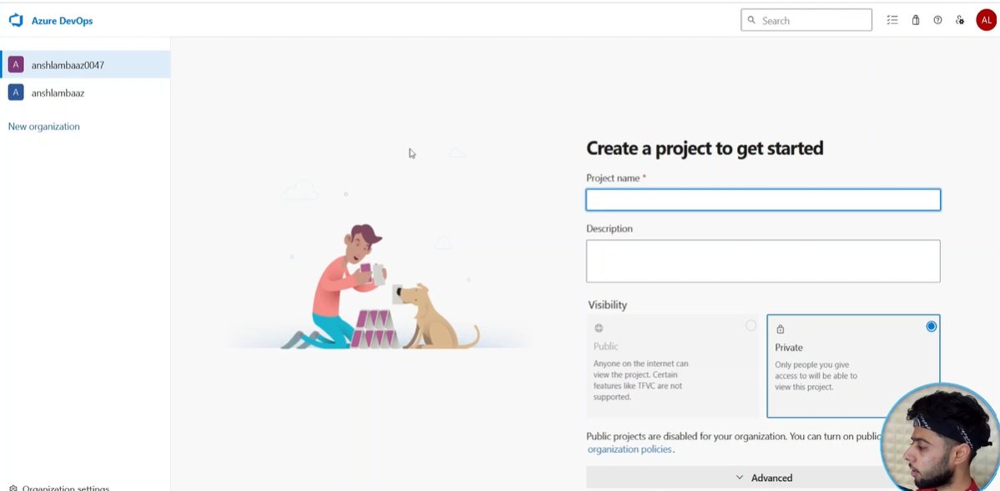 Azure DevOps
Search
AL
A anshlambaaz0047
A anshlambaaz
New organization
Create a project to get started
Project name *
Description
Visibility
Public
Anyone on the internet can
view the project. Certain
features like TFVC are not
supported.
Private
Only people you give
access to will be able to
view this project.
Public projects are disabled for your organization. You can turn on public
organization policies.
Advanced
Organization settings